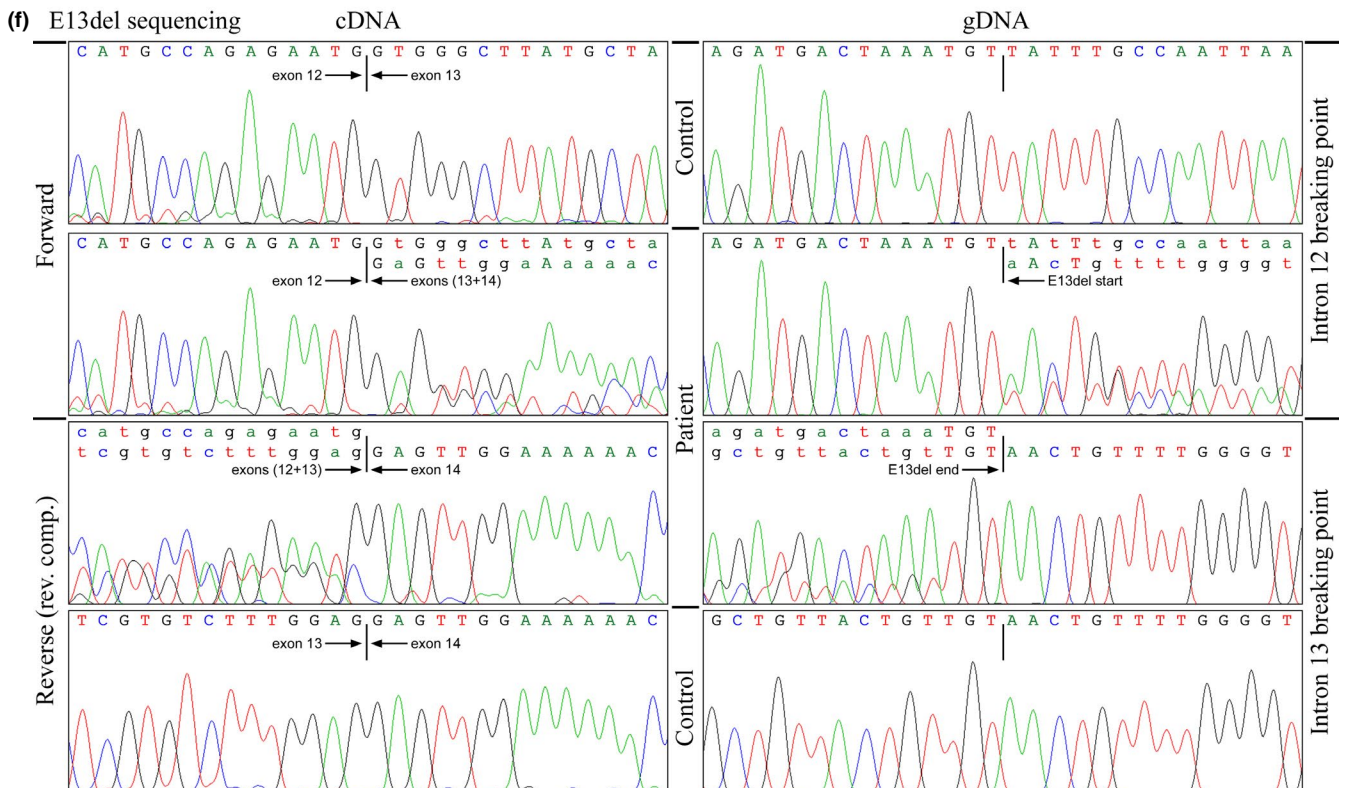 (f) E13del sequencing cDNA gDNA
Forward
Reverse (rev. comp.)
C A T G C C A G A G A A T G G T G G G C T T A T G C T A
exon 12 exon 13
C A T G C C A G A G A A T G G t G g g c t t A t g c t a
G a G t t g g a A a a a a c
exon 12 exons (13+14)
c a t g c c a g a g a a t g
t c g t g t c t t t g g a g G A G T T G G A A A A A A C
exons (12+13) exon 14
T C G T G T C T T T G G A G G A G T T G G A A A A A A C
exon 13 exon 14
Control
Patient
Control
A G A T G A C T A A A T G T T A T T T G C C A A T T A A
A G A T G A C T A A A T G T t A t T t g c c a a t t a a
a A c T g t t t t g g g g t
E13del start
a g a t g a c t a a a T G T
g c t g t t a c t g t T G T A A C T G T T T T G G G G T
E13del end
G C T G T T A C T G T T G T A A C T G T T T T G G G G T
Intron 12 breaking point
Intron 13 breaking point